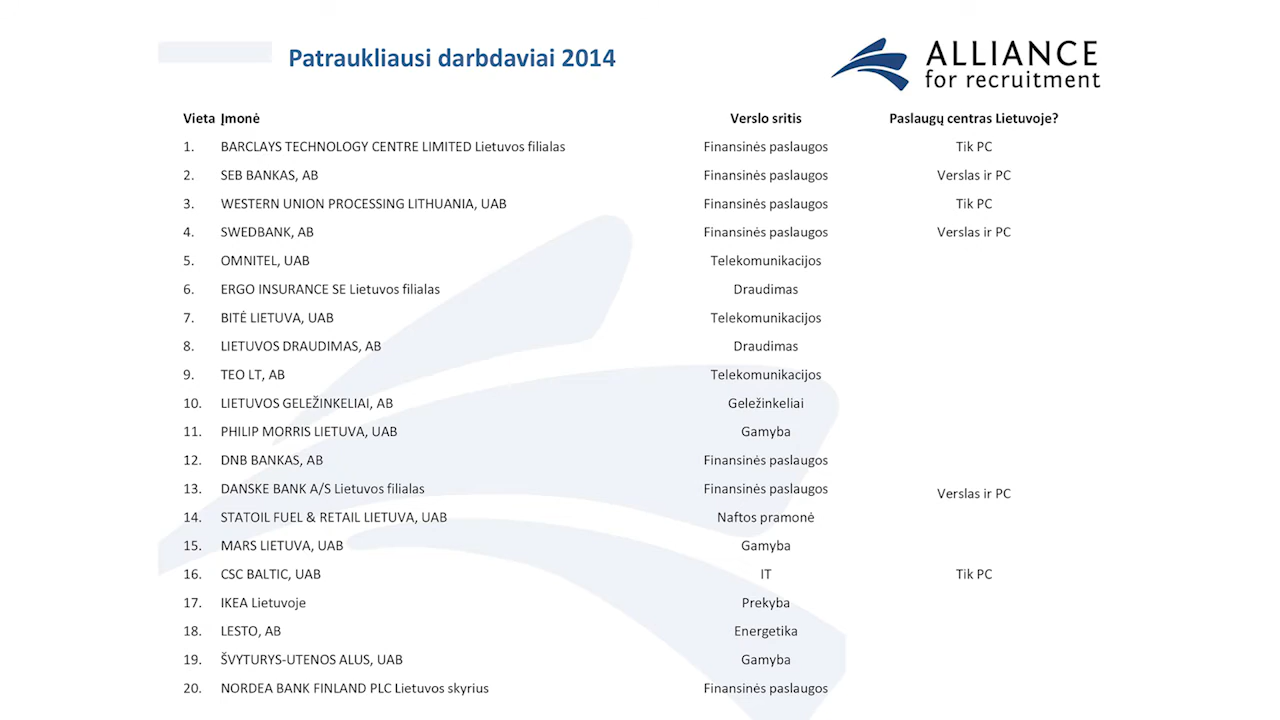 Patraukliausi darbdaviai 2014
ALLIANCE
for recruitment
Vieta Įmonė Verslo sritis Paslaugų centras Lietuvoje?
1. BARCLAYS TECHNOLOGY CENTRE LIMITED Lietuvos filialas Finansinės paslaugos Tik PC
2. SEB BANKAS, AB Finansinės paslaugos Verslas ir PC
3. WESTERN UNION PROCESSING LITHUANIA, UAB Finansinės paslaugos Tik PC
4. SWEDBANK, AB Finansinės paslaugos Verslas ir PC
5. OMNITEL, UAB Telekomunikacijos
6. ERGO INSURANCE SE Lietuvos filialas Draudimas
7. BITĖ LIETUVA, UAB Telekomunikacijos
8. LIETUVOS DRAUDIMAS, AB Draudimas
9. TEO LT, AB Telekomunikacijos
10. LIETUVOS GELEŽINKELIAI, AB Geležinkeliai
11. PHILIP MORRIS LIETUVA, UAB Gamyba
12. DNB BANKAS, AB Finansinės paslaugos
13. DANSKE BANK A/S Lietuvos filialas Finansinės paslaugos Verslas ir PC
14. STATOIL FUEL & RETAIL LIETUVA, UAB Naftos pramonė
15. MARS LIETUVA, UAB Gamyba
16. CSC BALTIC, UAB IT Tik PC
17. IKEA Lietuvoje Prekyba
18. LESTO, AB Energetika
19. ŠVYTURYS-UTENOS ALUS, UAB Gamyba
20. NORDEA BANK FINLAND PLC Lietuvos skyrius Finansinės paslaugos